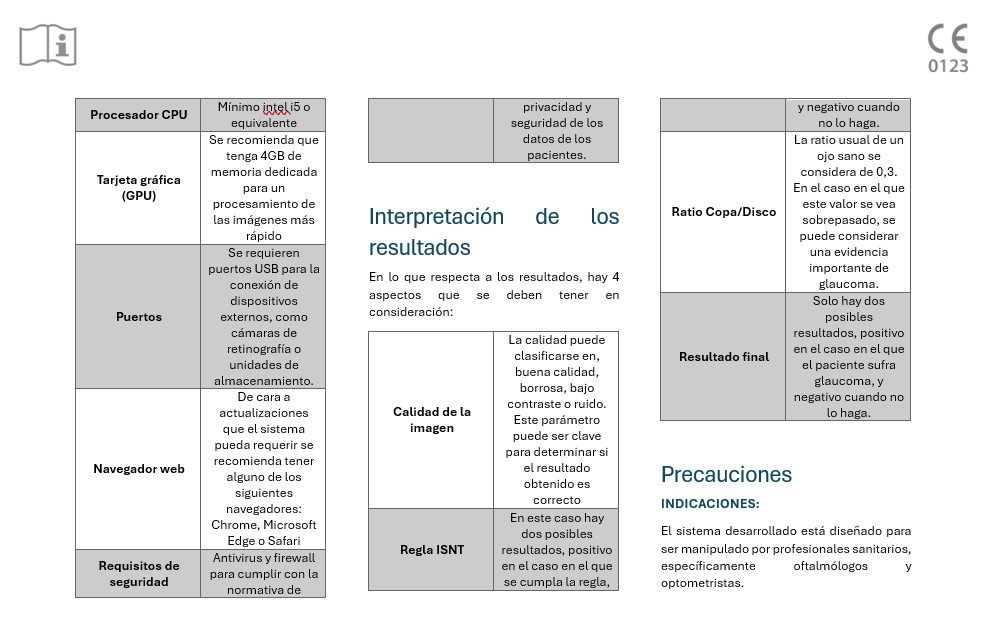 CE
0123
Procesador CPU
Mínimo intel i5 o
equivalente
Tarjeta gráfica
(GPU)
Se recomienda que
tenga 4GB de
memoria dedicada
para un
procesamiento de
las imágenes más
rápido
Puertos
Se requieren
puertos USB para la
conexión de
dispositivos
externos, como
cámaras de
retinografía o
unidades de
almacenamiento.
Navegador web
De cara a
actualizaciones
que el sistema
pueda requerir se
recomienda tener
alguno de los
siguientes
navegadores:
Chrome, Microsoft
Edge o Safari
Requisitos de
seguridad
Antivirus y firewall
para cumplir con la
normativa de
privacidad y
seguridad de los
datos de los
pacientes.
Interpretación de los
resultados
En lo que respecta a los resultados, hay 4
aspectos que se deben tener en
consideración:
Calidad de la
imagen
La calidad puede
clasificarse en,
buena calidad,
borrosa, bajo
contraste o ruido.
Este parámetro
puede ser clave
para determinar si
el resultado
obtenido es
correcto
Regla ISNT
En este caso hay
dos posibles
resultados, positivo
en el caso en el que
se cumpla la regla,
y negativo cuando
no lo haga.
Ratio Copa/Disco
La ratio usual de un
ojo sano se
considera de 0,3.
En el caso en el que
este valor se vea
sobrepasado, se
puede considerar
una evidencia
importante de
glaucoma.
Resultado final
Solo hay dos
posibles
resultados, positivo
en el caso en el que
el paciente sufra
glaucoma, y
negativo cuando no
lo haga.
Precauciones
INDICACIONES:
El sistema desarrollado está diseñado para
ser manipulado por profesionales sanitarios,
específicamente oftalmólogos y
optometristas.